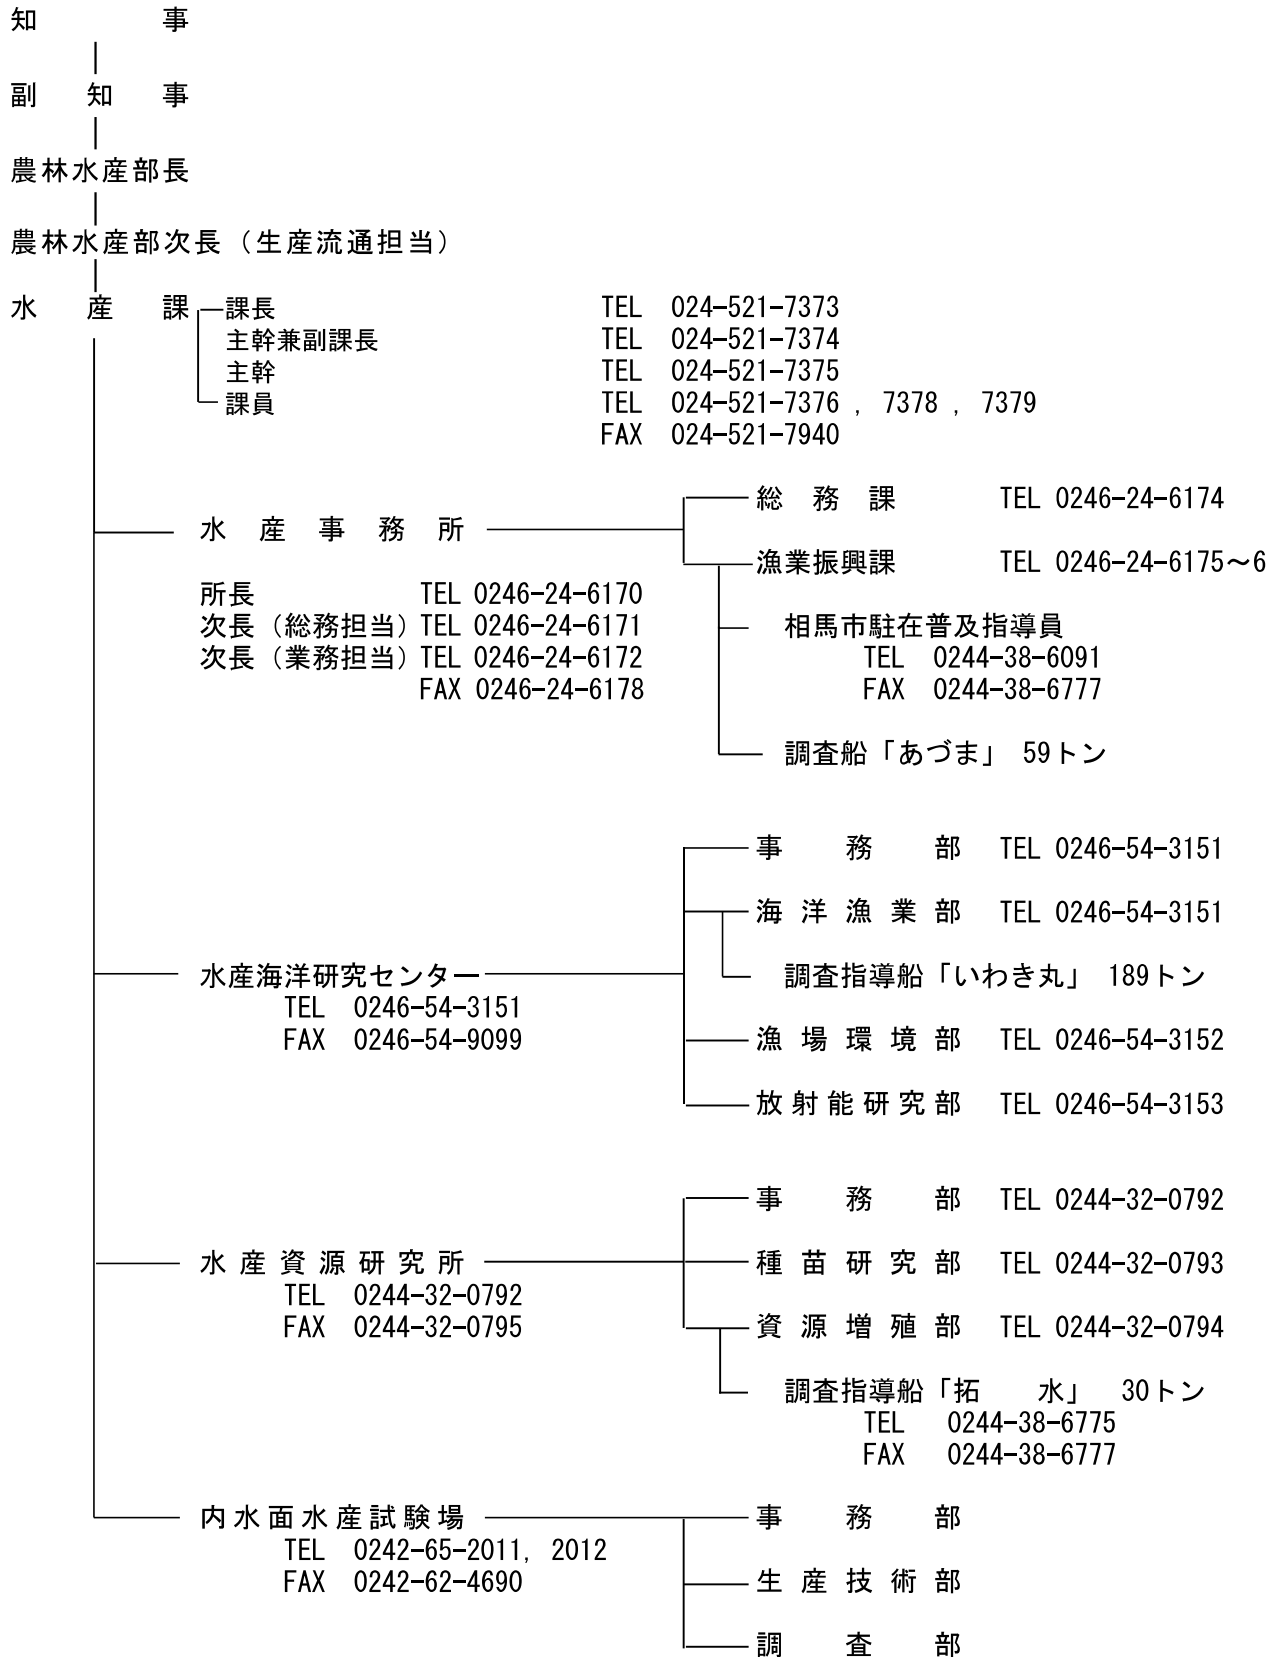 知事
副知事
農林水産部長
農林水産部次長（生産流通担当）
水産課 課長 TEL 024-521-7373
主幹兼副課長 TEL 024-521-7374
主幹 TEL 024-521-7375
課員 TEL 024-521-7376 , 7378 , 7379
FAX 024-521-7940
総務課 TEL 0246-24-6174
水産事務所
漁業振興課 TEL 0246-24-6175～6
所長 TEL 0246-24-6170
次長（総務担当）TEL 0246-24-6171 相馬市駐在普及指導員
次長（業務担当）TEL 0246-24-6172 TEL 0244-38-6091
FAX 0246-24-6178 FAX 0244-38-6777
調査船「あづま」 59トン
事務部 TEL 0246-54-3151
海洋漁業部 TEL 0246-54-3151
水産海洋研究センター 調査指導船「いわき丸」 189トン
TEL 0246-54-3151
FAX 0246-54-9099 漁場環境部 TEL 0246-54-3152
放射能研究部 TEL 0246-54-3153
事務部 TEL 0244-32-0792
水産資源研究所 種苗研究部 TEL 0244-32-0793
TEL 0244-32-0792
FAX 0244-32-0795 資源増殖部 TEL 0244-32-0794
調査指導船「拓 水」 30トン
TEL 0244-38-6775
FAX 0244-38-6777
内水面水産試験場 事務部
TEL 0242-65-2011, 2012
FAX 0242-62-4690 生産技術部
調査部